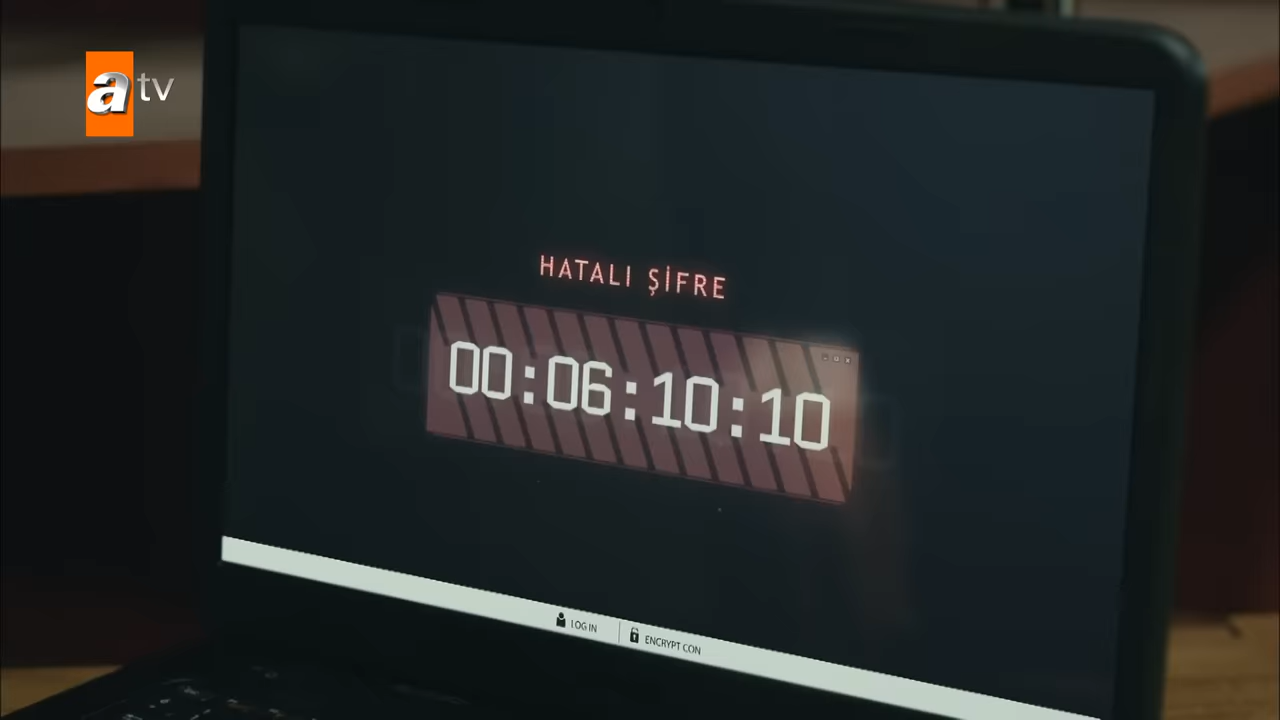 atv
HATALI ŞİFRE
00:06:10:10
LOG IN
ENCRYPT CON